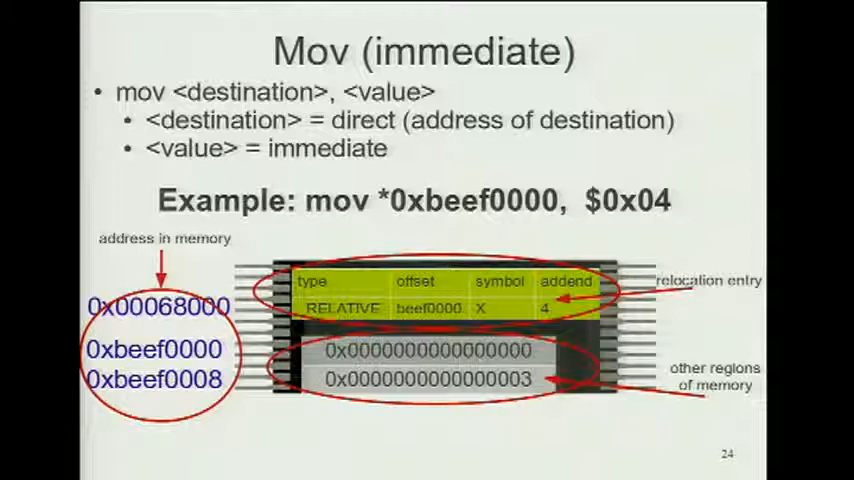 Mov (immediate)
• mov <destination>, <value>
• <destination> = direct (address of destination)
• <value> = immediate
Example: mov *0xbeef0000, $0x04
address in memory
type offset symbol addend
relocation entry
0x00068000
RELATIVE beef0000 X 4
0xbeef0000
0x0000000000000000
0xbeef0008
0x0000000000000003
other regions
of memory
24